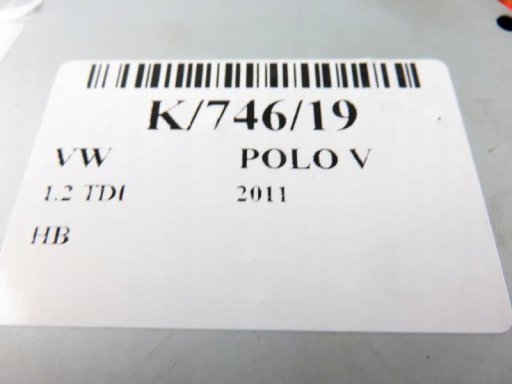 K/746/19
VW POLO V
1.2 TDI 2011
HB